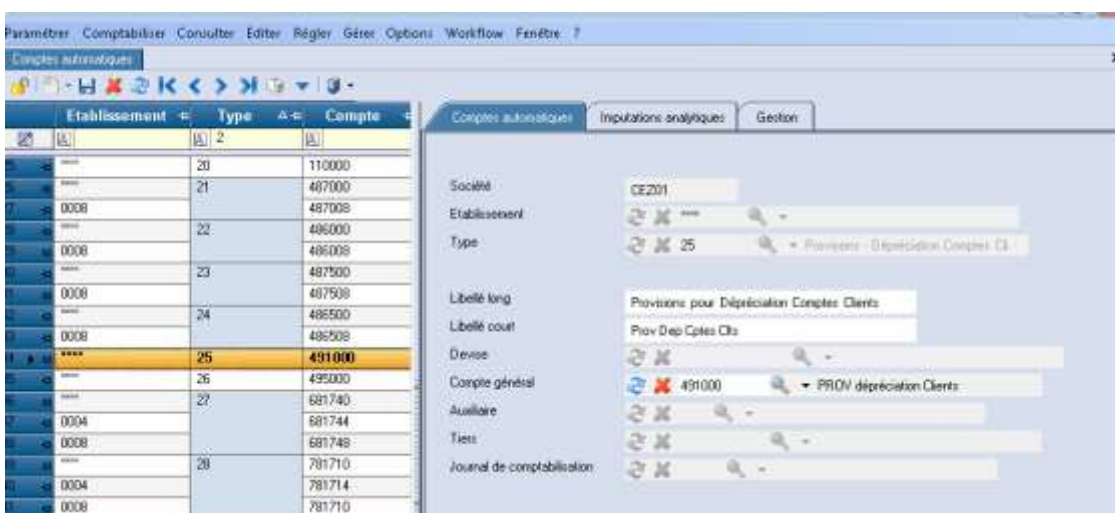 Paramétrer Comptabiliser Consulter Editer Régler Gérer Options Workflow Fenêtre ?
Comptes automatiques
Etablissement Type Compte
2
**** 20 110000
**** 21 487000
0008 487008
**** 22 486000
0008 486008
**** 23 487500
0008 487508
**** 24 486500
0008 486508
**** 25 491000
**** 26 495000
**** 27 681740
0004 681744
0008 681748
**** 28 781710
0004 781714
0008 781710
Comptes automatiques Imputations analytiques Gestion
Société CEZ01
Etablissement ****
Type 25 Provisions - Dépréciation Comptes Cli
Libellé long Provisions pour Dépréciation Comptes Clients
Libellé court Prov Dep Cptes Clts
Devise
Compte général 491000 PROV dépréciation Clients
Auxiliaire
Tiers
Journal de comptabilisation